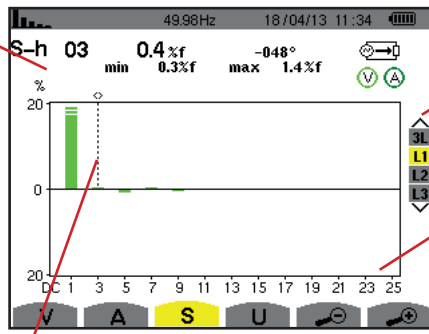 49.98Hz 18/04/13 11:34
S-h 03 0.4 %f -048°
min 0.3%f max 1.4%f
V A
%
20
0
20
3L
L1
L2
L3
DC 1 3 5 7 9 11 13 15 17 19 21 23 25
V A S U